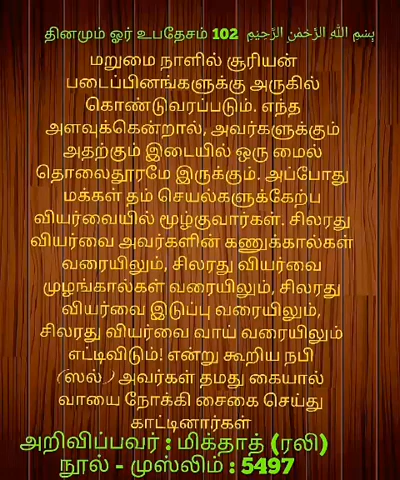 தினமும் ஓர் உபதேசம் 102 بِسْمِ اللهِ الرَّحْمٰنِ الرَّحِيْمِ
மறுமை நாளில் சூரியன்
படைப்பினங்களுக்கு அருகில்
கொண்டுவரப்படும். எந்த
அளவுக்கென்றால், அவர்களுக்கும்
அதற்கும் இடையில் ஒரு மைல்
தொலைதூரமே இருக்கும். அப்போது
மக்கள் தம் செயல்களுக்கேற்ப
வியர்வையில் மூழ்குவார்கள். சிலரது
வியர்வை அவர்களின் கணுக்கால்கள்
வரையிலும், சிலரது வியர்வை
முழங்கால்கள் வரையிலும், சிலரது
வியர்வை இடுப்பு வரையிலும்,
சிலரது வியர்வை வாய் வரையிலும்
எட்டிவிடும்! என்று கூறிய நபி
(ஸல்) அவர்கள் தமது கையால்
வாயை நோக்கி சைகை செய்து
காட்டினார்கள்
அறிவிப்பவர் : மிக்தாத் (ரலி)
நூல் - முஸ்லிம் : 5497